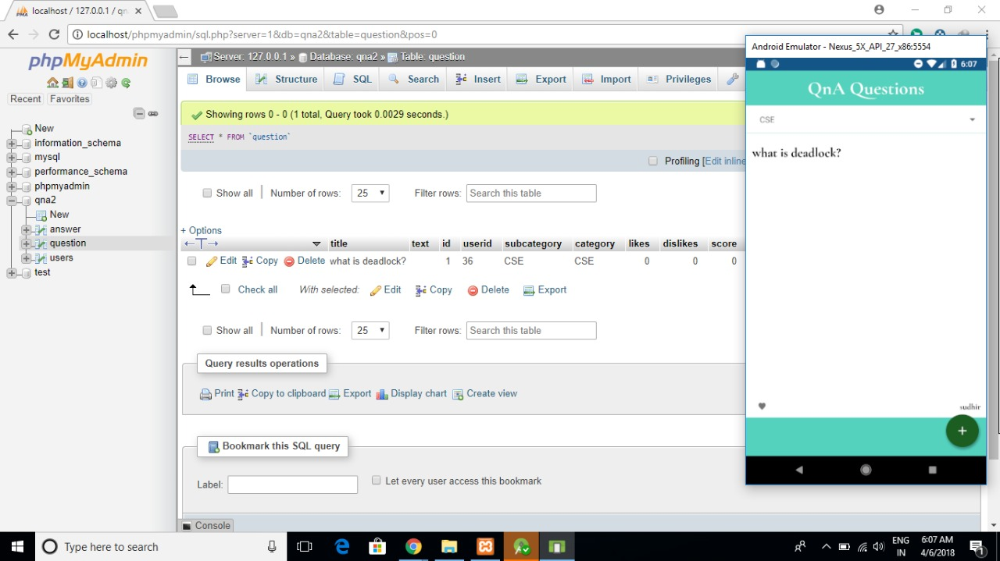 localhost / 127.0.0.1 / qn
localhost/phpmyadmin/sql.php?server=1&db=qna2&table=question&pos=0
phpMyAdmin
Recent Favorites
New
information_schema
mysql
performance_schema
phpmyadmin
qna2
New
answer
question
users
test
Server: 127.0.0.1 » Database: qna2 » Table: question
Browse Structure SQL Search Insert Export Import Privileges
Showing rows 0 - 0 (1 total, Query took 0.0029 seconds.)
SELECT * FROM `question`
Profiling [Edit inline
Show all Number of rows: 25 Filter rows: Search this table
+ Options
title text id userid subcategory category likes dislikes score
Edit Copy Delete what is deadlock? 1 36 CSE CSE 0 0 0
Check all With selected: Edit Copy Delete Export
Show all Number of rows: 25 Filter rows: Search this table
Query results operations
Print Copy to clipboard Export Display chart Create view
Bookmark this SQL query
Label: Let every user access this bookmark
Console
Android Emulator - Nexus_5X_API_27_x86:5554
6:07
QnA Questions
CSE
what is deadlock?
sudhir
+
Type here to search
ENG
IN
6:07 AM
4/6/2018
1